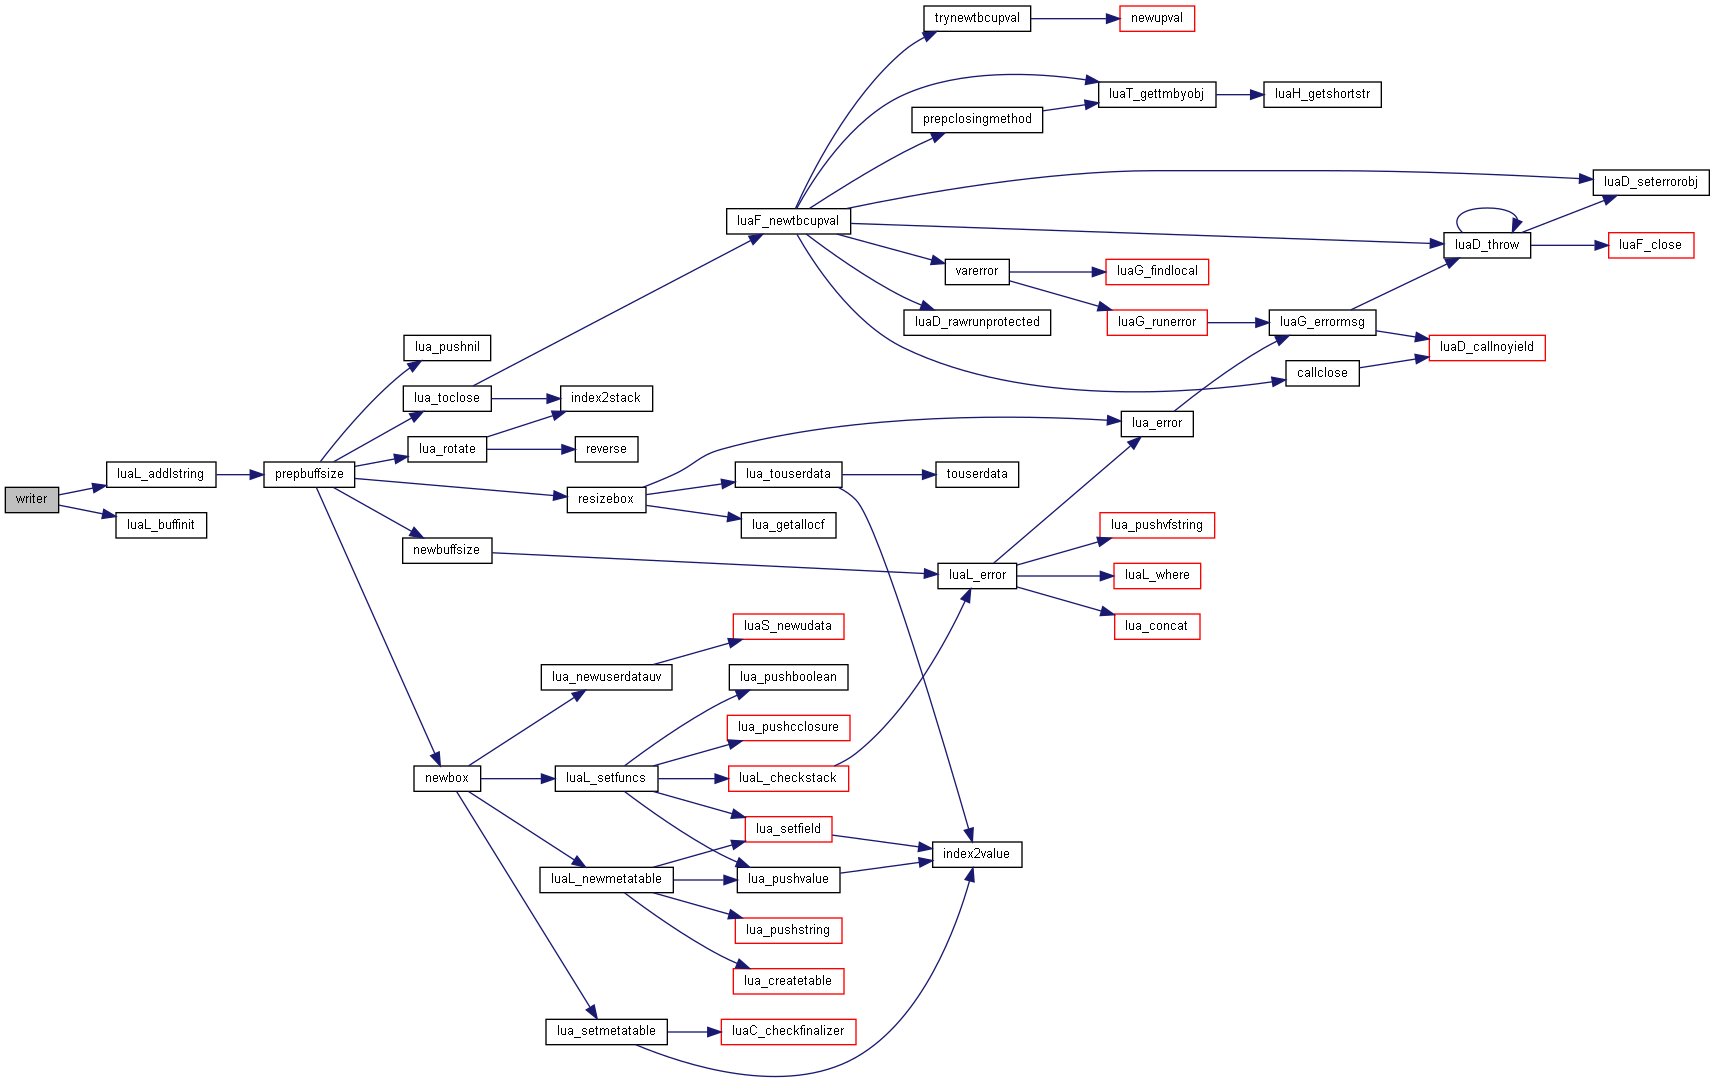 trynewtbcupval
newupval
luaT_gettmbyobj
luaH_getshortstr
prepclosingmethod
luaD_seterrorobj
luaF_newtbcupval
luaD_throw
luaF_close
varerror
luaG_findlocal
luaD_rawrunprotected
luaG_runerror
luaG_errormsg
lua_pushnil
luaD_callnoyield
callclose
lua_toclose
index2stack
lua_error
lua_rotate
reverse
luaL_addlstring
prepbuffsize
lua_touserdata
touserdata
writer
resizebox
luaL_buffinit
lua_getallocf
lua_pushvfstring
newbuffsize
luaL_error
luaL_where
luaS_newudata
lua_concat
lua_newuserdatauv
lua_pushboolean
lua_pushcclosure
newbox
luaL_setfuncs
luaL_checkstack
lua_setfield
index2value
luaL_newmetatable
lua_pushvalue
lua_pushstring
lua_createtable
lua_setmetatable
luaC_checkfinalizer